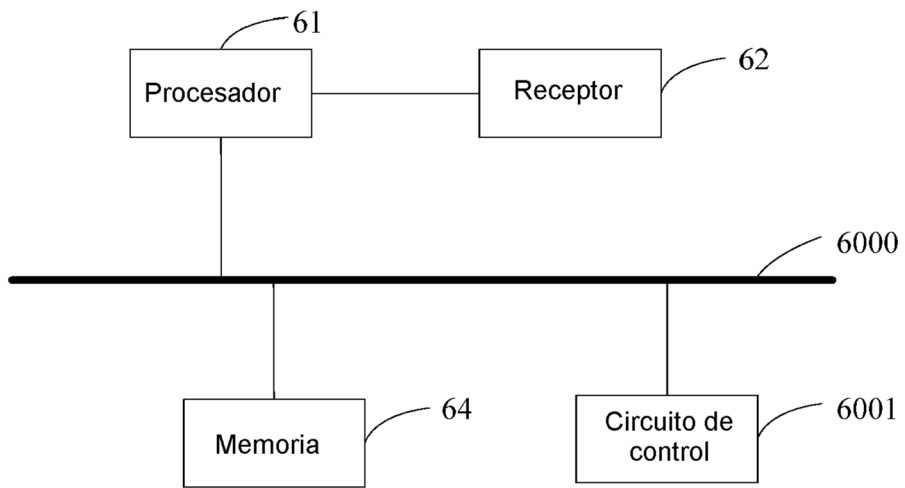 61
Procesador
Receptor
62
6000
Memoria
64
Circuito de
control
6001